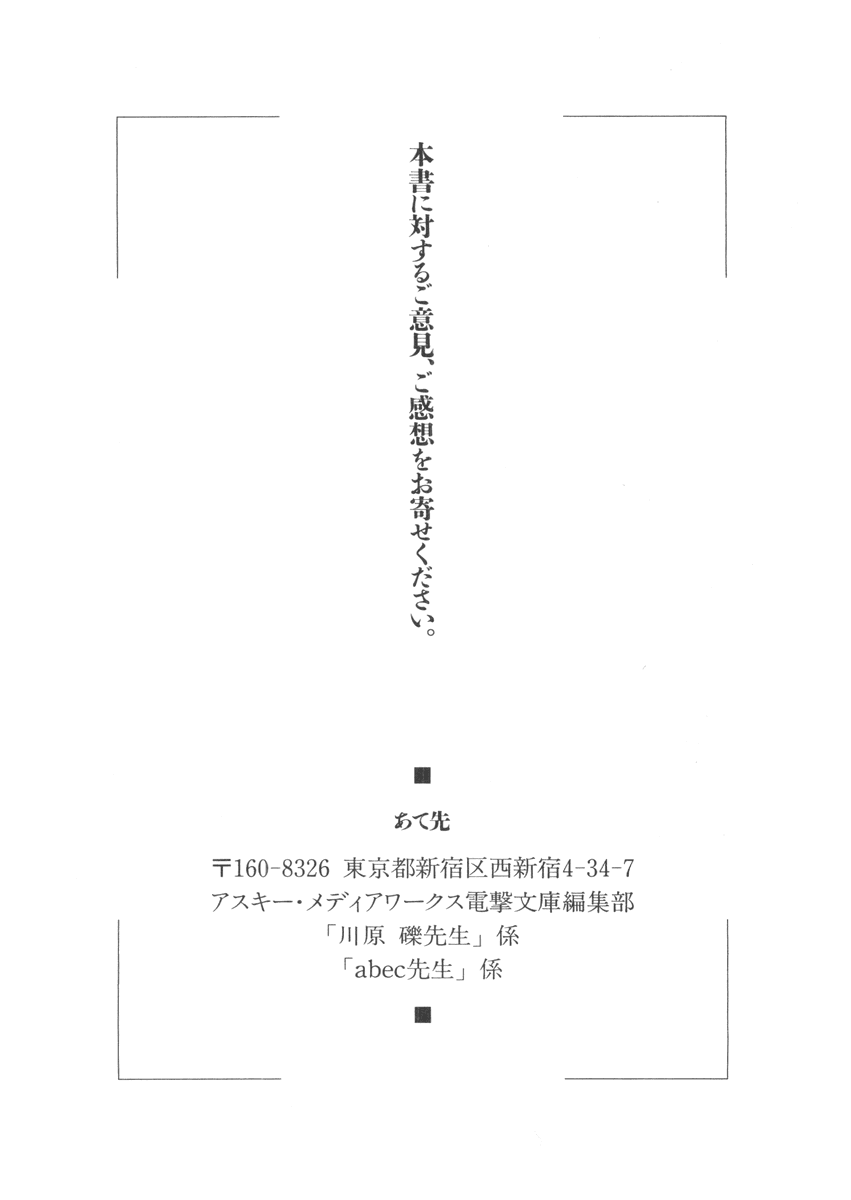 本書に対するご意見、ご感想をお寄せください。
■
あて先
〒160-8326 東京都新宿区西新宿4-34-7
アスキー・メディアワークス電撃文庫編集部
「川原 礫先生」係
「abec先生」係
■